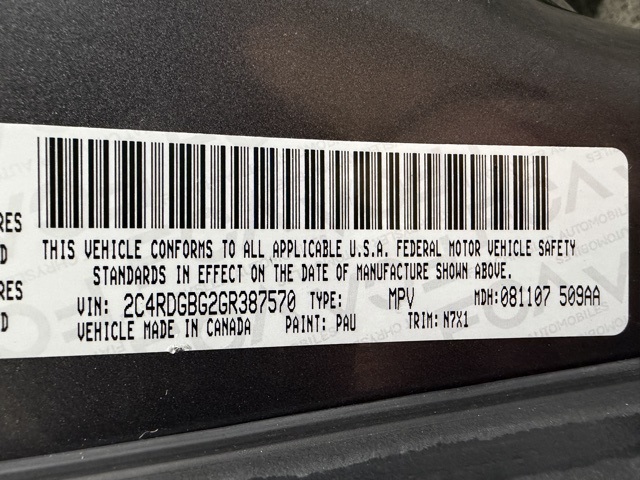 THIS VEHICLE CONFORMS TO ALL APPLICABLE U.S.A. FEDERAL MOTOR VEHICLE SAFETY
STANDARDS IN EFFECT ON THE DATE OF MANUFACTURE SHOWN ABOVE.
VIN: 2C4RDGBG2GR387570 TYPE: MPV MDH: 081107 509AA
VEHICLE MADE IN CANADA PAINT: PAU TRIM: N7X1